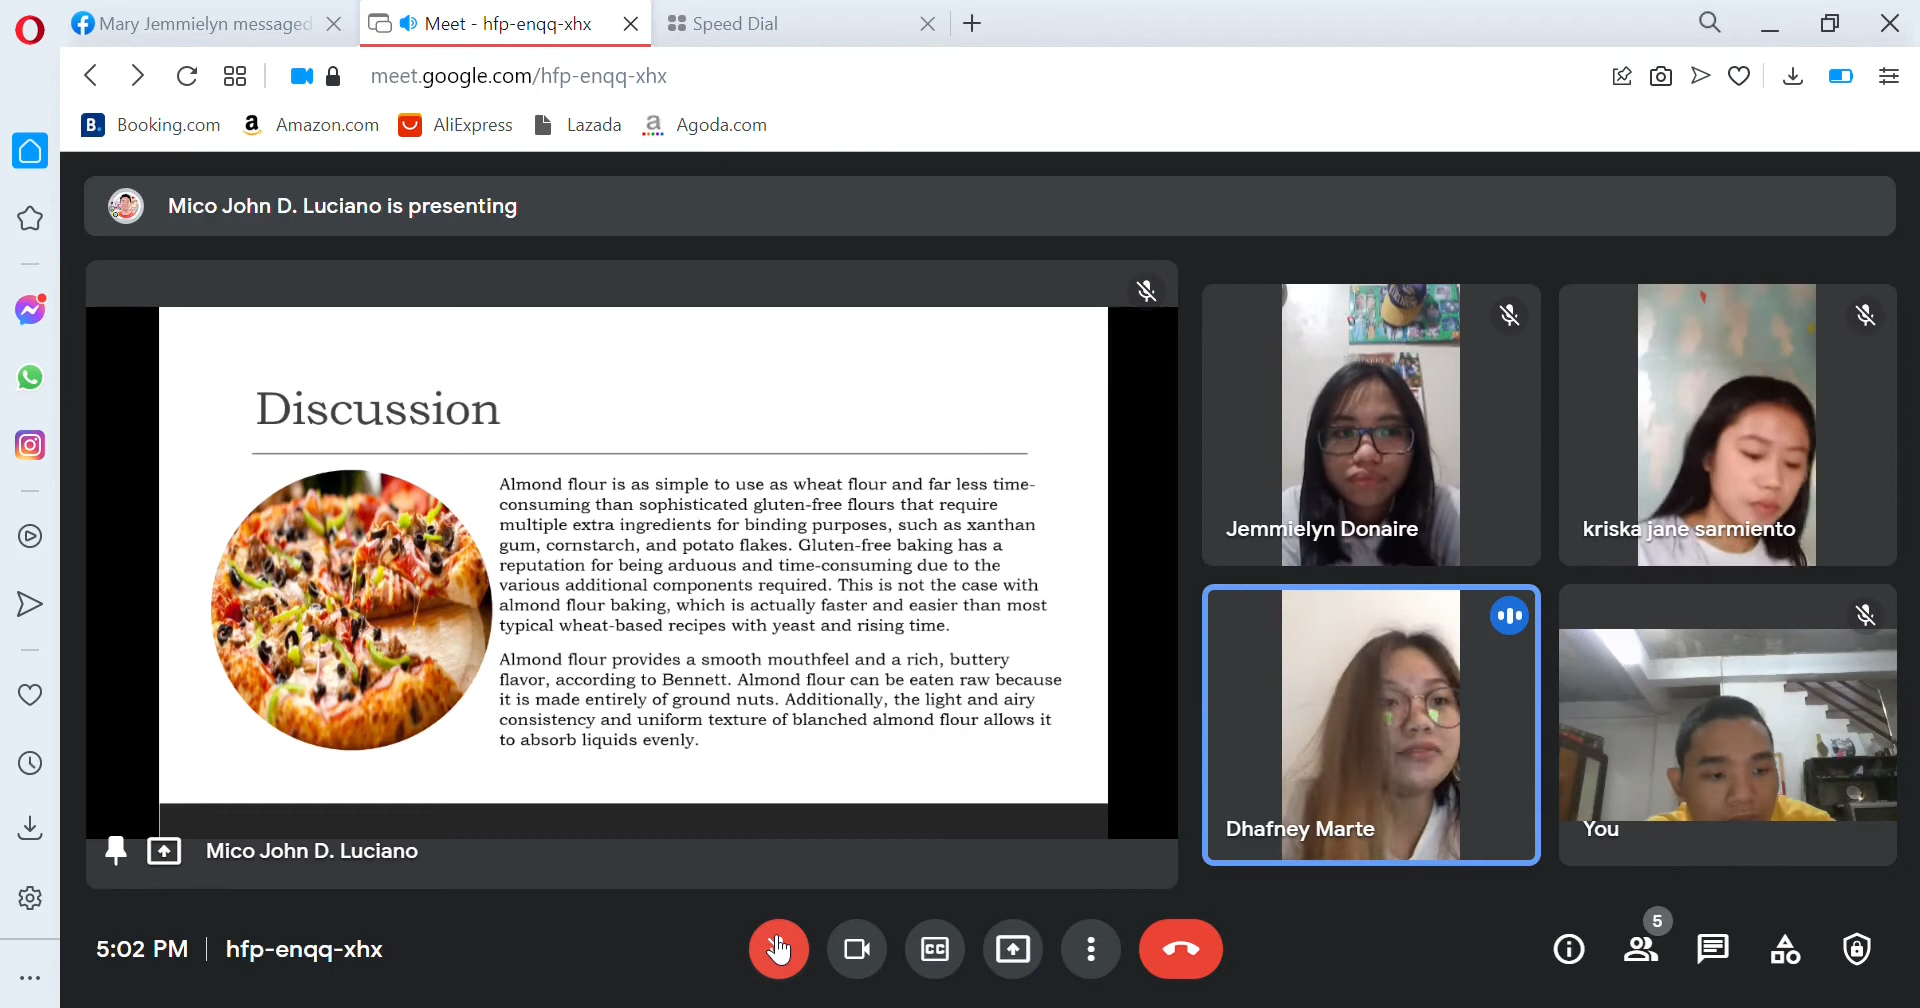 Mary Jemmielyn messaged
Meet - hfp-enqq-xhx
Speed Dial
meet.google.com/hfp-enqq-xhx
B. Booking.com
a Amazon.com
AliExpress
Lazada
a Agoda.com
Mico John D. Luciano is presenting
Discussion
Almond flour is as simple to use as wheat flour and far less time-
consuming than sophisticated gluten-free flours that require
multiple extra ingredients for binding purposes, such as xanthan
gum, cornstarch, and potato flakes. Gluten-free baking has a
reputation for being arduous and time-consuming due to the
various additional components required. This is not the case with
almond flour baking, which is actually faster and easier than most
typical wheat-based recipes with yeast and rising time.
Almond flour provides a smooth mouthfeel and a rich, buttery
flavor, according to Bennett. Almond flour can be eaten raw because
it is made entirely of ground nuts. Additionally, the light and airy
consistency and uniform texture of blanched almond flour allows it
to absorb liquids evenly.
Mico John D. Luciano
Jemmielyn Donaire
kriska jane sarmiento
Dhafney Marte
You
5:02 PM | hfp-enqq-xhx
CC
5